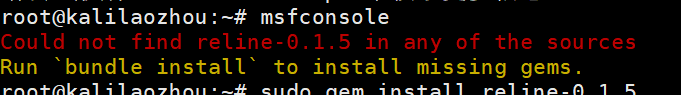 root@kalilaozhou:~# msfconsole
Could not find reline-0.1.5 in any of the sources
Run `bundle install` to install missing gems.
root@kalilaozhou:~# sudo gem install reline-0.1.5